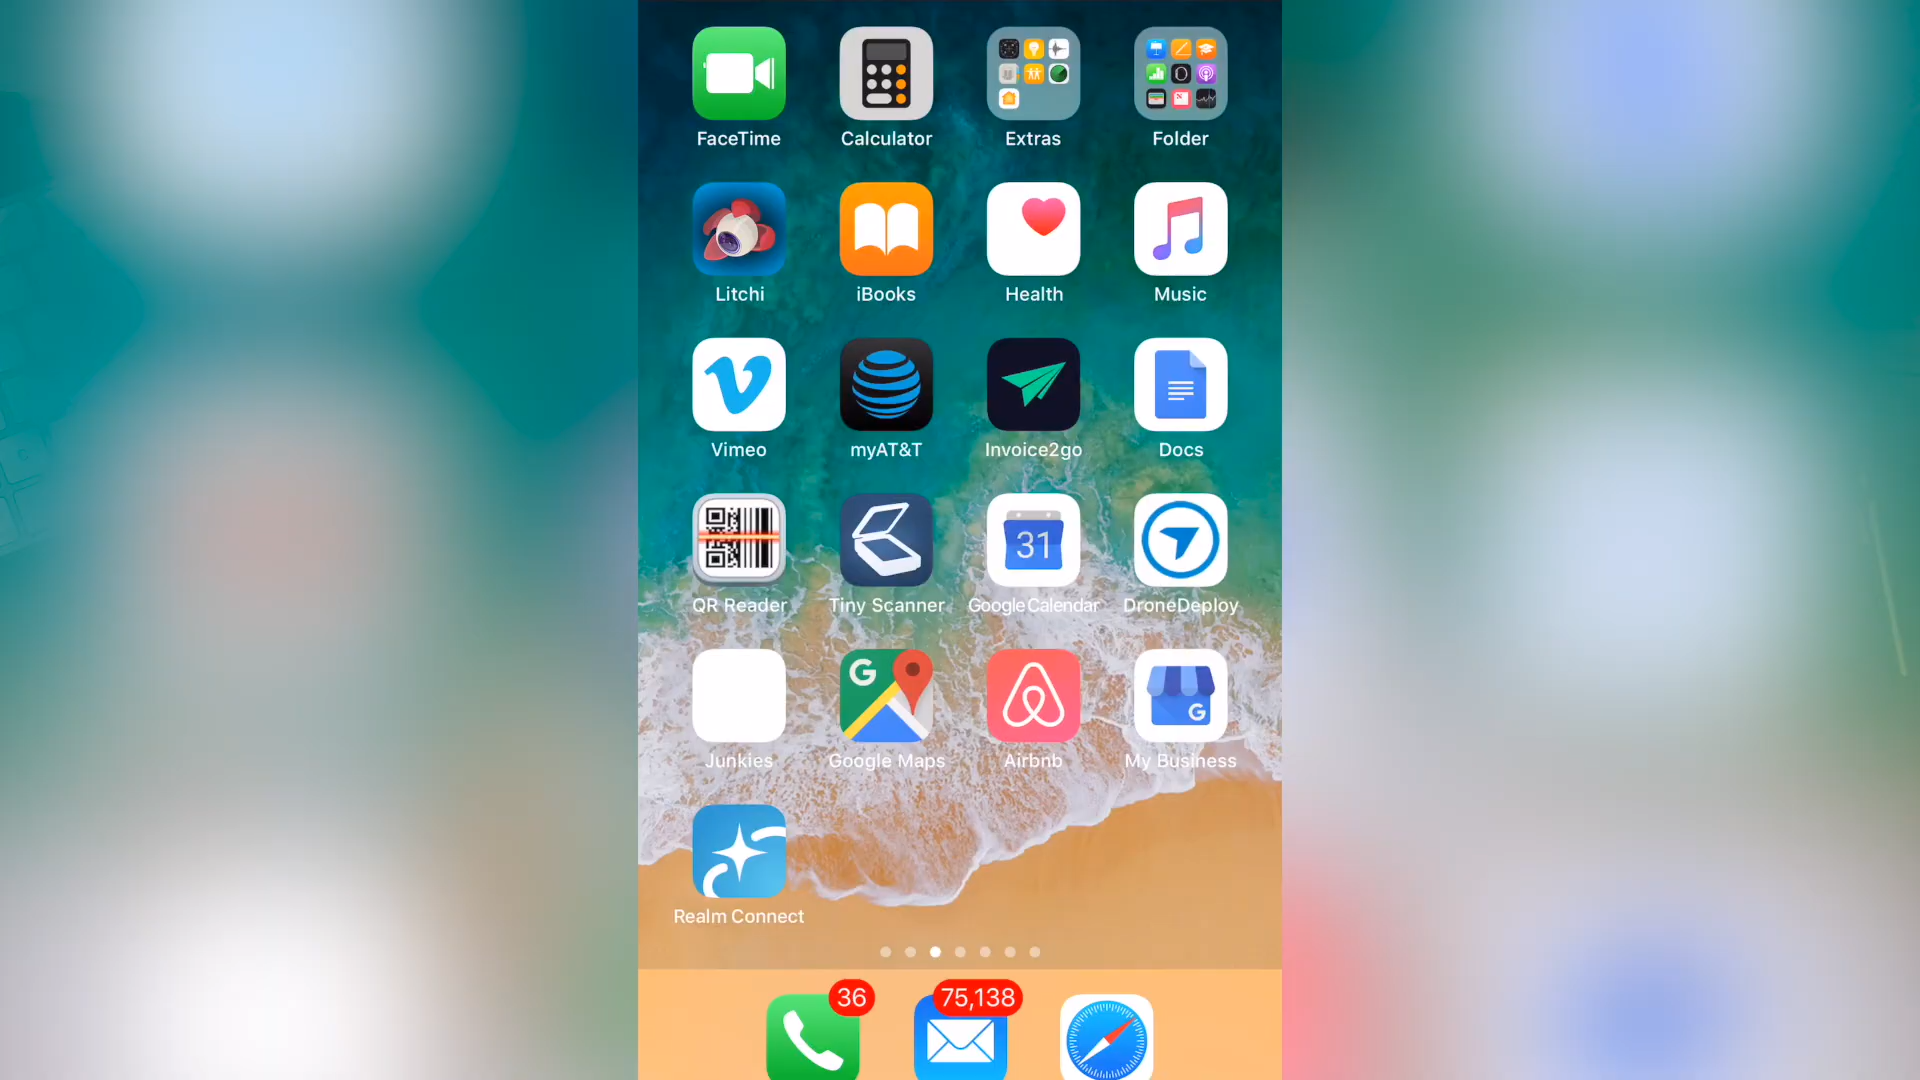 FaceTime Calculator Extras Folder
Litchi iBooks Health Music
Vimeo myAT&T Invoice2go Docs
31
QR Reader Tiny Scanner Google Calendar DroneDeploy
G
G
Junkies Google Maps Airbnb My Business
Realm Connect
36 75,138